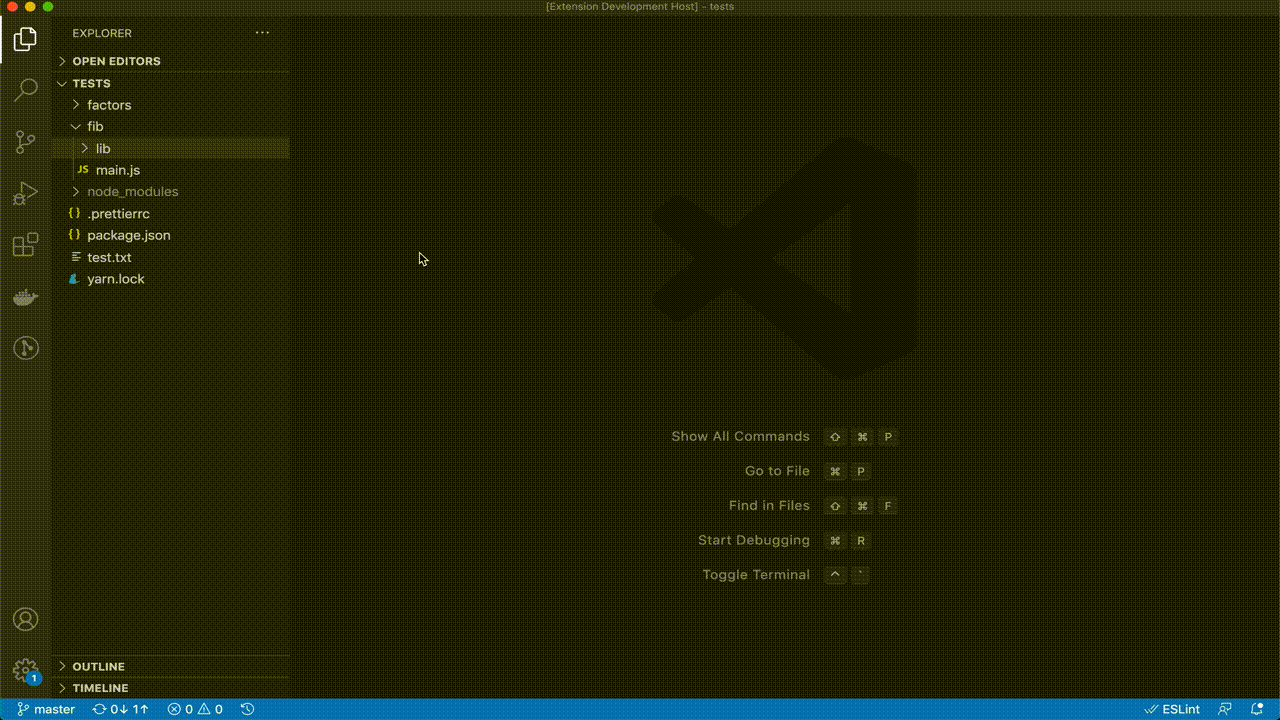 [Extension Development Host] – tests
EXPLORER
OPEN EDITORS
TESTS
factors
fib
lib
JS main.js
node_modules
{} .prettierrc
{} package.json
test.txt
yarn.lock
Show All Commands ⇧ ⌘ P
Go to File ⌘ P
Find in Files ⇧ ⌘ F
Start Debugging ⌘ R
Toggle Terminal ^ `
OUTLINE
1
TIMELINE
master 0↓ 1↑ 0 0 ESLint